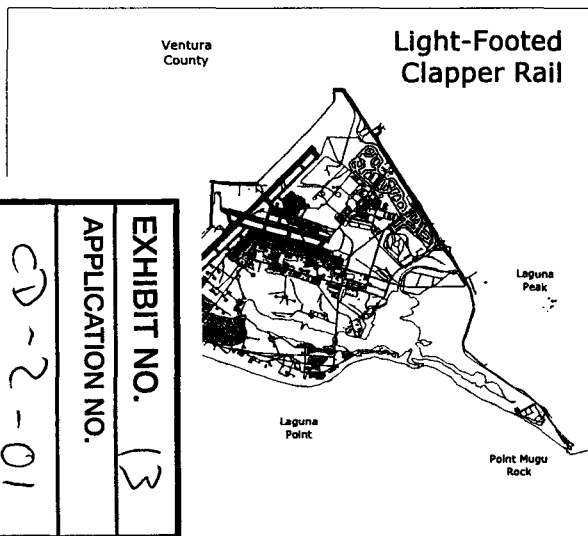 Ventura
County
Light-Footed
Clapper Rail
Laguna
Peak
Laguna
Point
Point Mugu
Rock
EXHIBIT NO. 13
APPLICATION NO.
CD-2-01